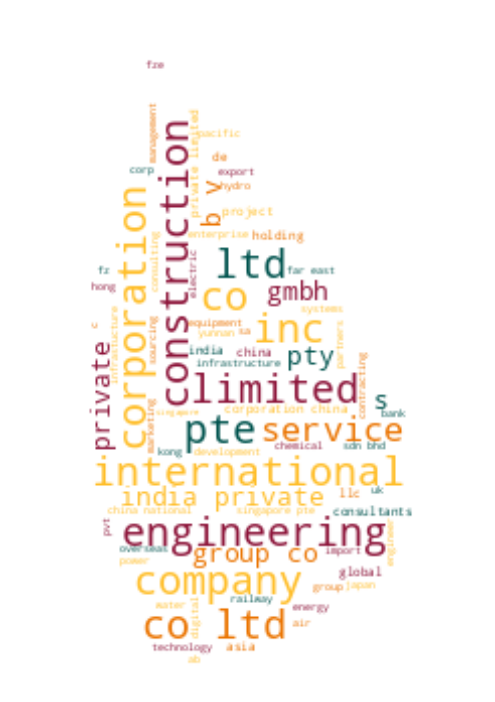 fze
management
construction
private limited
pacific
de
corp
export
hydro
b v
corporation
project
consulting
enterprise
holding
electric
ltd
far east
fz
hong
co
gmbh
systems
c
infrastucture
sourcing
equipment
inc
yunnan
sa
partners
private
india
china
pty
infrastructure
contracting
climited
s
bank
marketing
singapore
corporation china
pte
service
kong
development
chemical
sdn bhd
international
india private
llc
uk
china national
singapore pte
consultants
pvt
engineering
engineer
overseas
power
group co
import
global
company
group
japan
water
digital
railway
energy
co ltd
air
technology
asia
ab